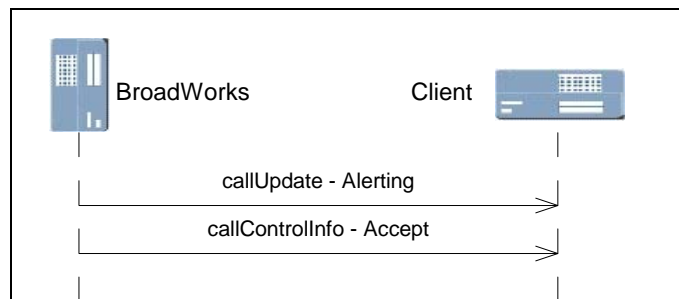 BroadWorks
Client
callUpdate - Alerting
callControlInfo - Accept